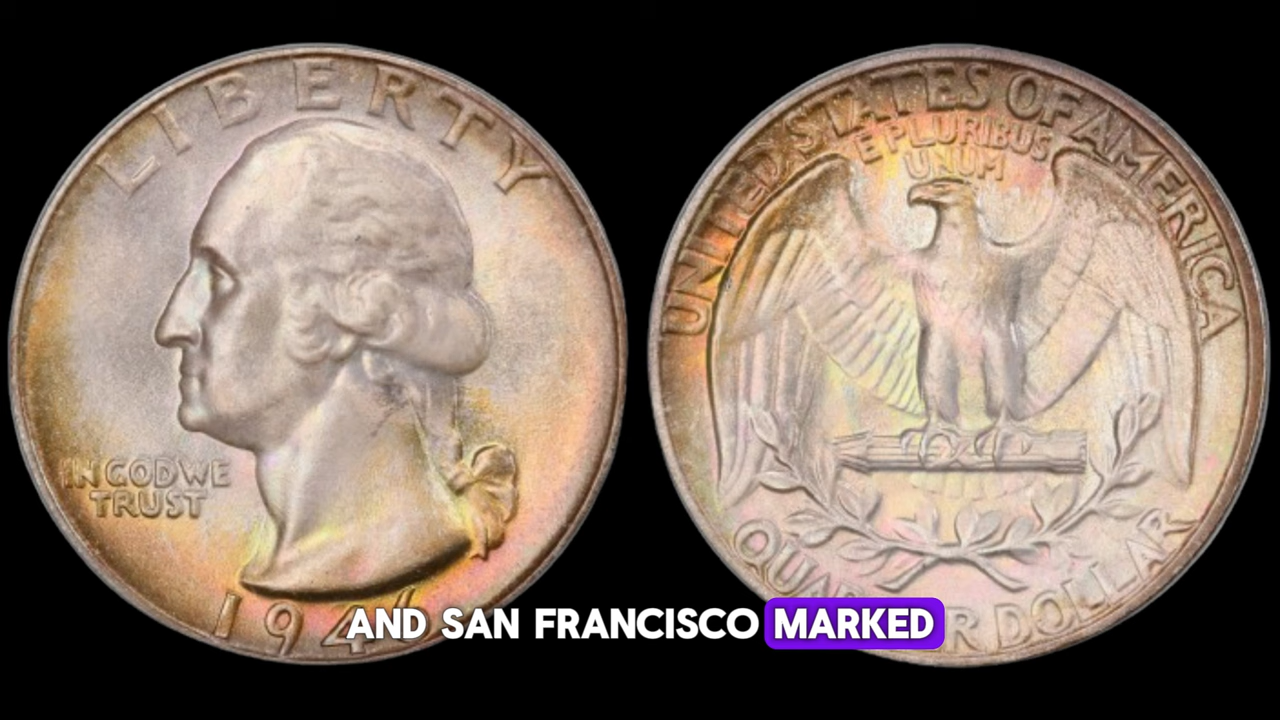 LIBERTY
IN GOD WE
TRUST
UNITED STATES OF AMERICA
E PLURIBUS
UNUM
AND SAN FRANCISCO MARKED